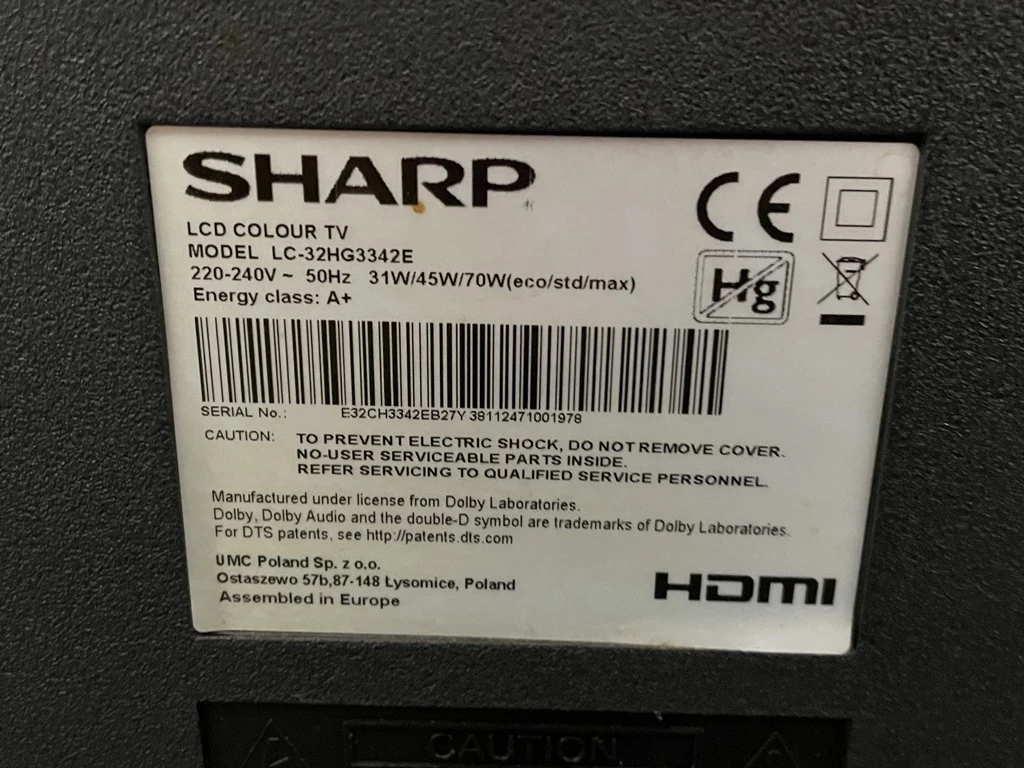 SHARP
LCD COLOUR TV
MODEL LC-32HG3342E
220-240V ~ 50Hz 31W/45W/70W(eco/std/max)
Energy class: A+
CE
Hg
SERIAL No.: E32CH3342EB27Y 38112471001978
CAUTION: TO PREVENT ELECTRIC SHOCK, DO NOT REMOVE COVER.
NO-USER SERVICEABLE PARTS INSIDE.
REFER SERVICING TO QUALIFIED SERVICE PERSONNEL.
Manufactured under license from Dolby Laboratories.
Dolby, Dolby Audio and the double-D symbol are trademarks of Dolby Laboratories.
For DTS patents, see http://patents.dts.com
UMC Poland Sp. z o.o.
Ostaszewo 57b,87-148 Łysomice, Poland
Assembled in Europe
HDMI
CAUTION